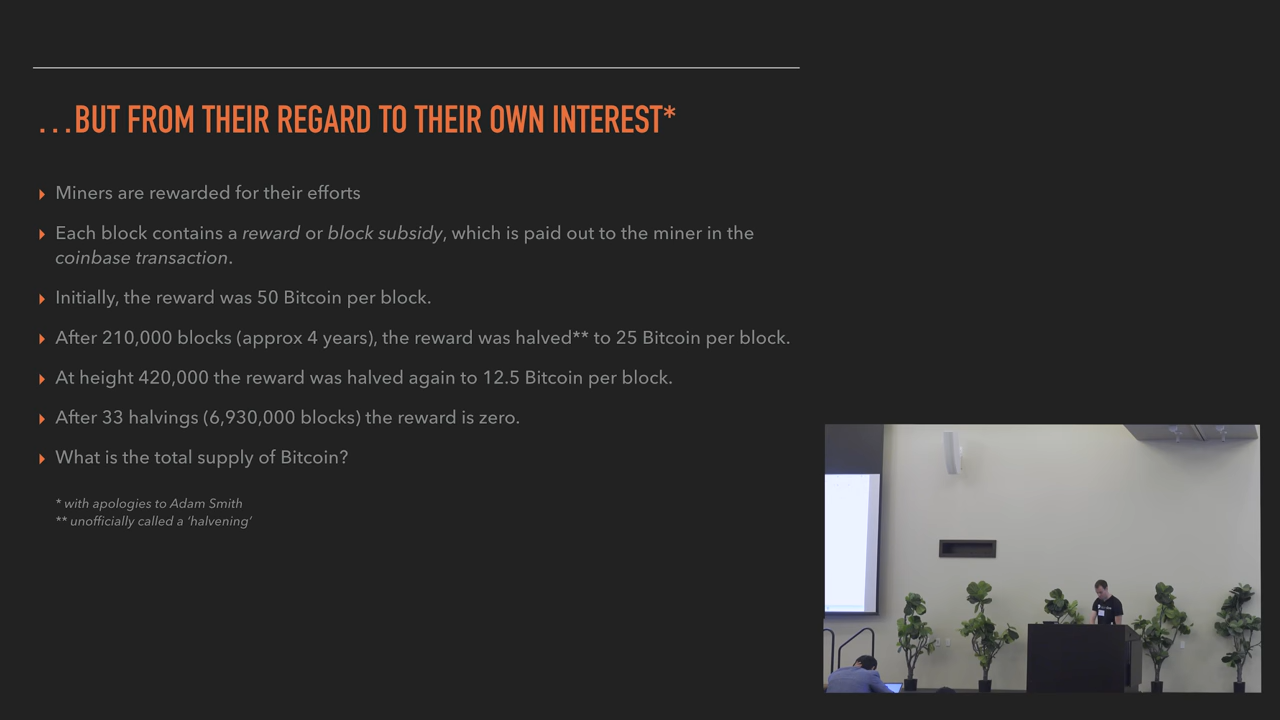 ...BUT FROM THEIR REGARD TO THEIR OWN INTEREST*
Miners are rewarded for their efforts
Each block contains a reward or block subsidy, which is paid out to the miner in the
coinbase transaction.
Initially, the reward was 50 Bitcoin per block.
After 210,000 blocks (approx 4 years), the reward was halved** to 25 Bitcoin per block.
At height 420,000 the reward was halved again to 12.5 Bitcoin per block.
After 33 halvings (6,930,000 blocks) the reward is zero.
What is the total supply of Bitcoin?
* with apologies to Adam Smith
** unofficially called a ‘halvening’